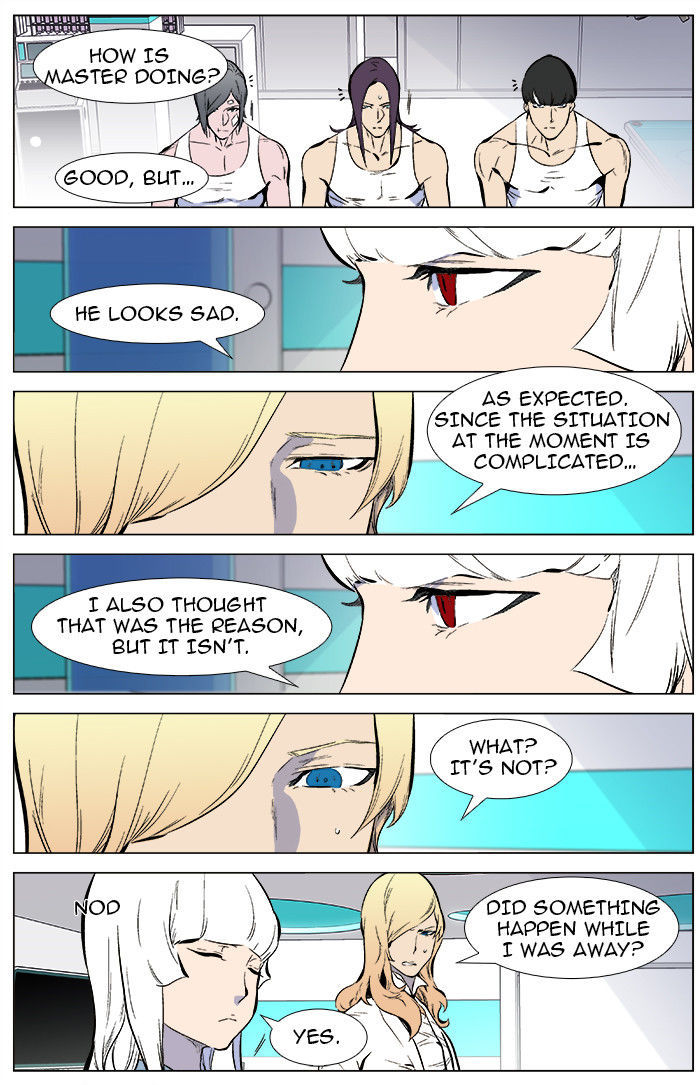 HOW IS
MASTER DOING?
GOOD, BUT...
HE LOOKS SAD.
AS EXPECTED.
SINCE THE SITUATION
AT THE MOMENT IS
COMPLICATED...
I ALSO THOUGHT
THAT WAS THE REASON,
BUT IT ISN'T.
WHAT?
IT'S NOT?
NOD
DID SOMETHING
HAPPEN WHILE
I WAS AWAY?
YES.